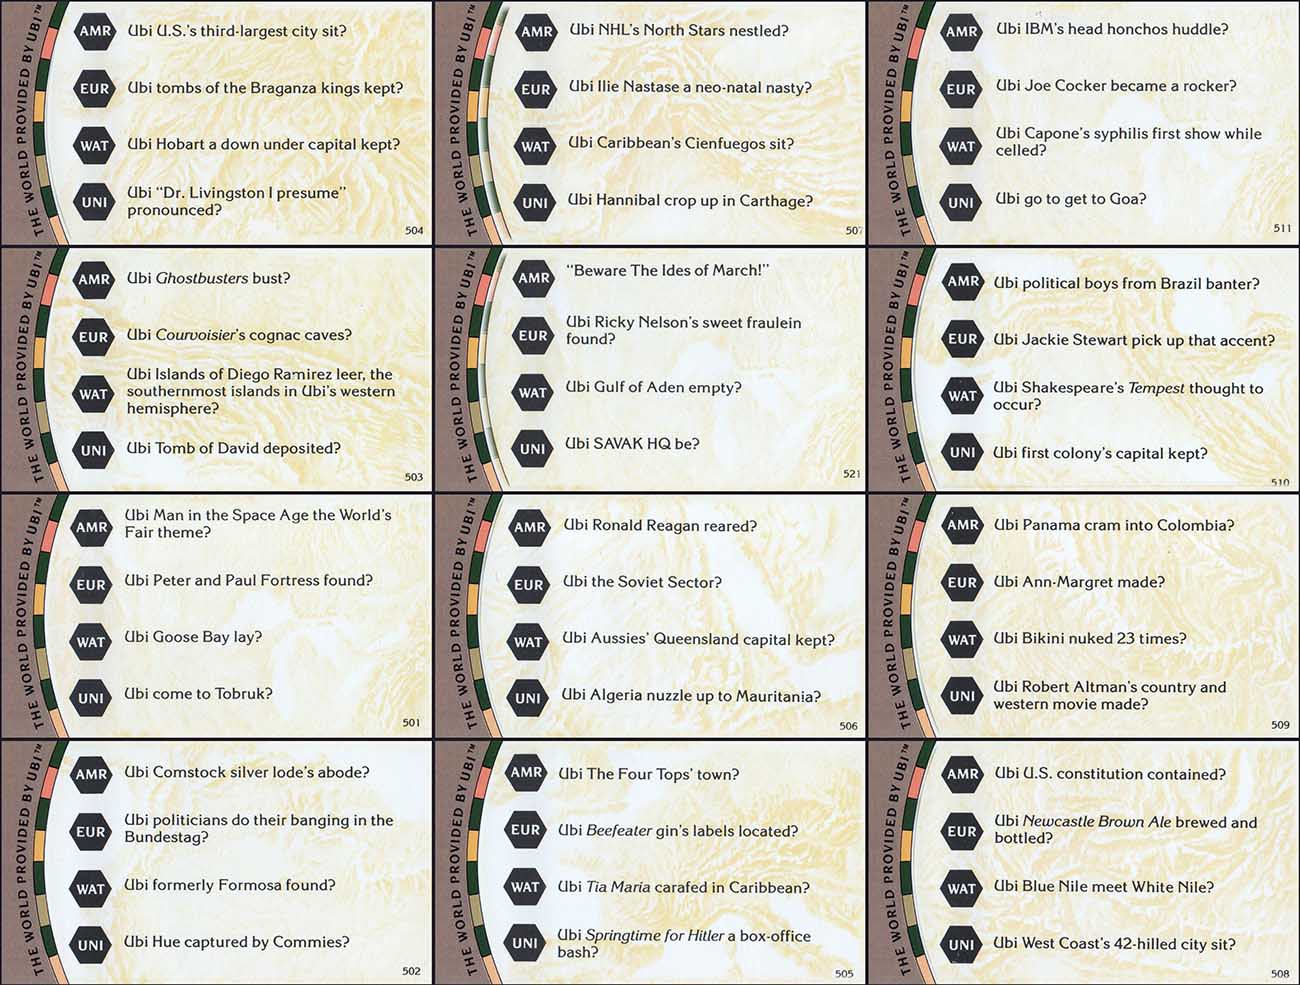 THE WORLD PROVIDED BY UBI™
AMR
Ubi U.S.'s third-largest city sit?
EUR
Ubi tombs of the Braganza kings kept?
WAT
Ubi Hobart a down under capital kept?
UNI
Ubi "Dr. Livingston I presume"
pronounced?
504
THE WORLD PROVIDED BY UBI™
AMR
Ubi NHL's North Stars nestled?
EUR
Ubi Ilie Nastase a neo-natal nasty?
WAT
Ubi Caribbean's Cienfuegos sit?
UNI
Ubi Hannibal crop up in Carthage?
507
THE WORLD PROVIDED BY UBI™
AMR
Ubi IBM's head honchos huddle?
EUR
Ubi Joe Cocker became a rocker?
WAT
Ubi Capone's syphilis first show while
celled?
UNI
Ubi go to get to Goa?
511
THE WORLD PROVIDED BY UBI™
AMR
Ubi Ghostbusters bust?
EUR
Ubi Courvoisier's cognac caves?
WAT
Ubi Islands of Diego Ramirez leer, the
southernmost islands in Ubi's western
hemisphere?
UNI
Ubi Tomb of David deposited?
503
THE WORLD PROVIDED BY UBI™
AMR
"Beware The Ides of March!"
EUR
Ubi Ricky Nelson's sweet fraulein
found?
WAT
Ubi Gulf of Aden empty?
UNI
Ubi SAVAK HQ be?
521
THE WORLD PROVIDED BY UBI™
AMR
Ubi political boys from Brazil banter?
EUR
Ubi Jackie Stewart pick up that accent?
WAT
Ubi Shakespeare's Tempest thought to
occur?
UNI
Ubi first colony's capital kept?
510
THE WORLD PROVIDED BY UBI™
AMR
Ubi Man in the Space Age the World's
Fair theme?
EUR
Ubi Peter and Paul Fortress found?
WAT
Ubi Goose Bay lay?
UNI
Ubi come to Tobruk?
501
THE WORLD PROVIDED BY UBI™
AMR
Ubi Ronald Reagan reared?
EUR
Ubi the Soviet Sector?
WAT
Ubi Aussies' Queensland capital kept?
UNI
Ubi Algeria nuzzle up to Mauritania?
506
THE WORLD PROVIDED BY UBI™
AMR
Ubi Panama cram into Colombia?
EUR
Ubi Ann-Margret made?
WAT
Ubi Bikini nuked 23 times?
UNI
Ubi Robert Altman's country and
western movie made?
509
THE WORLD PROVIDED BY UBI™
AMR
Ubi Comstock silver lode's abode?
EUR
Ubi politicians do their banging in the
Bundestag?
WAT
Ubi formerly Formosa found?
UNI
Ubi Hue captured by Commies?
502
THE WORLD PROVIDED BY UBI™
AMR
Ubi The Four Tops' town?
EUR
Ubi Beefeater gin's labels located?
WAT
Ubi Tia Maria carafed in Caribbean?
UNI
Ubi Springtime for Hitler a box-office
bash?
505
THE WORLD PROVIDED BY UBI™
AMR
Ubi U.S. constitution contained?
EUR
Ubi Newcastle Brown Ale brewed and
bottled?
WAT
Ubi Blue Nile meet White Nile?
UNI
Ubi West Coast's 42-hilled city sit?
508